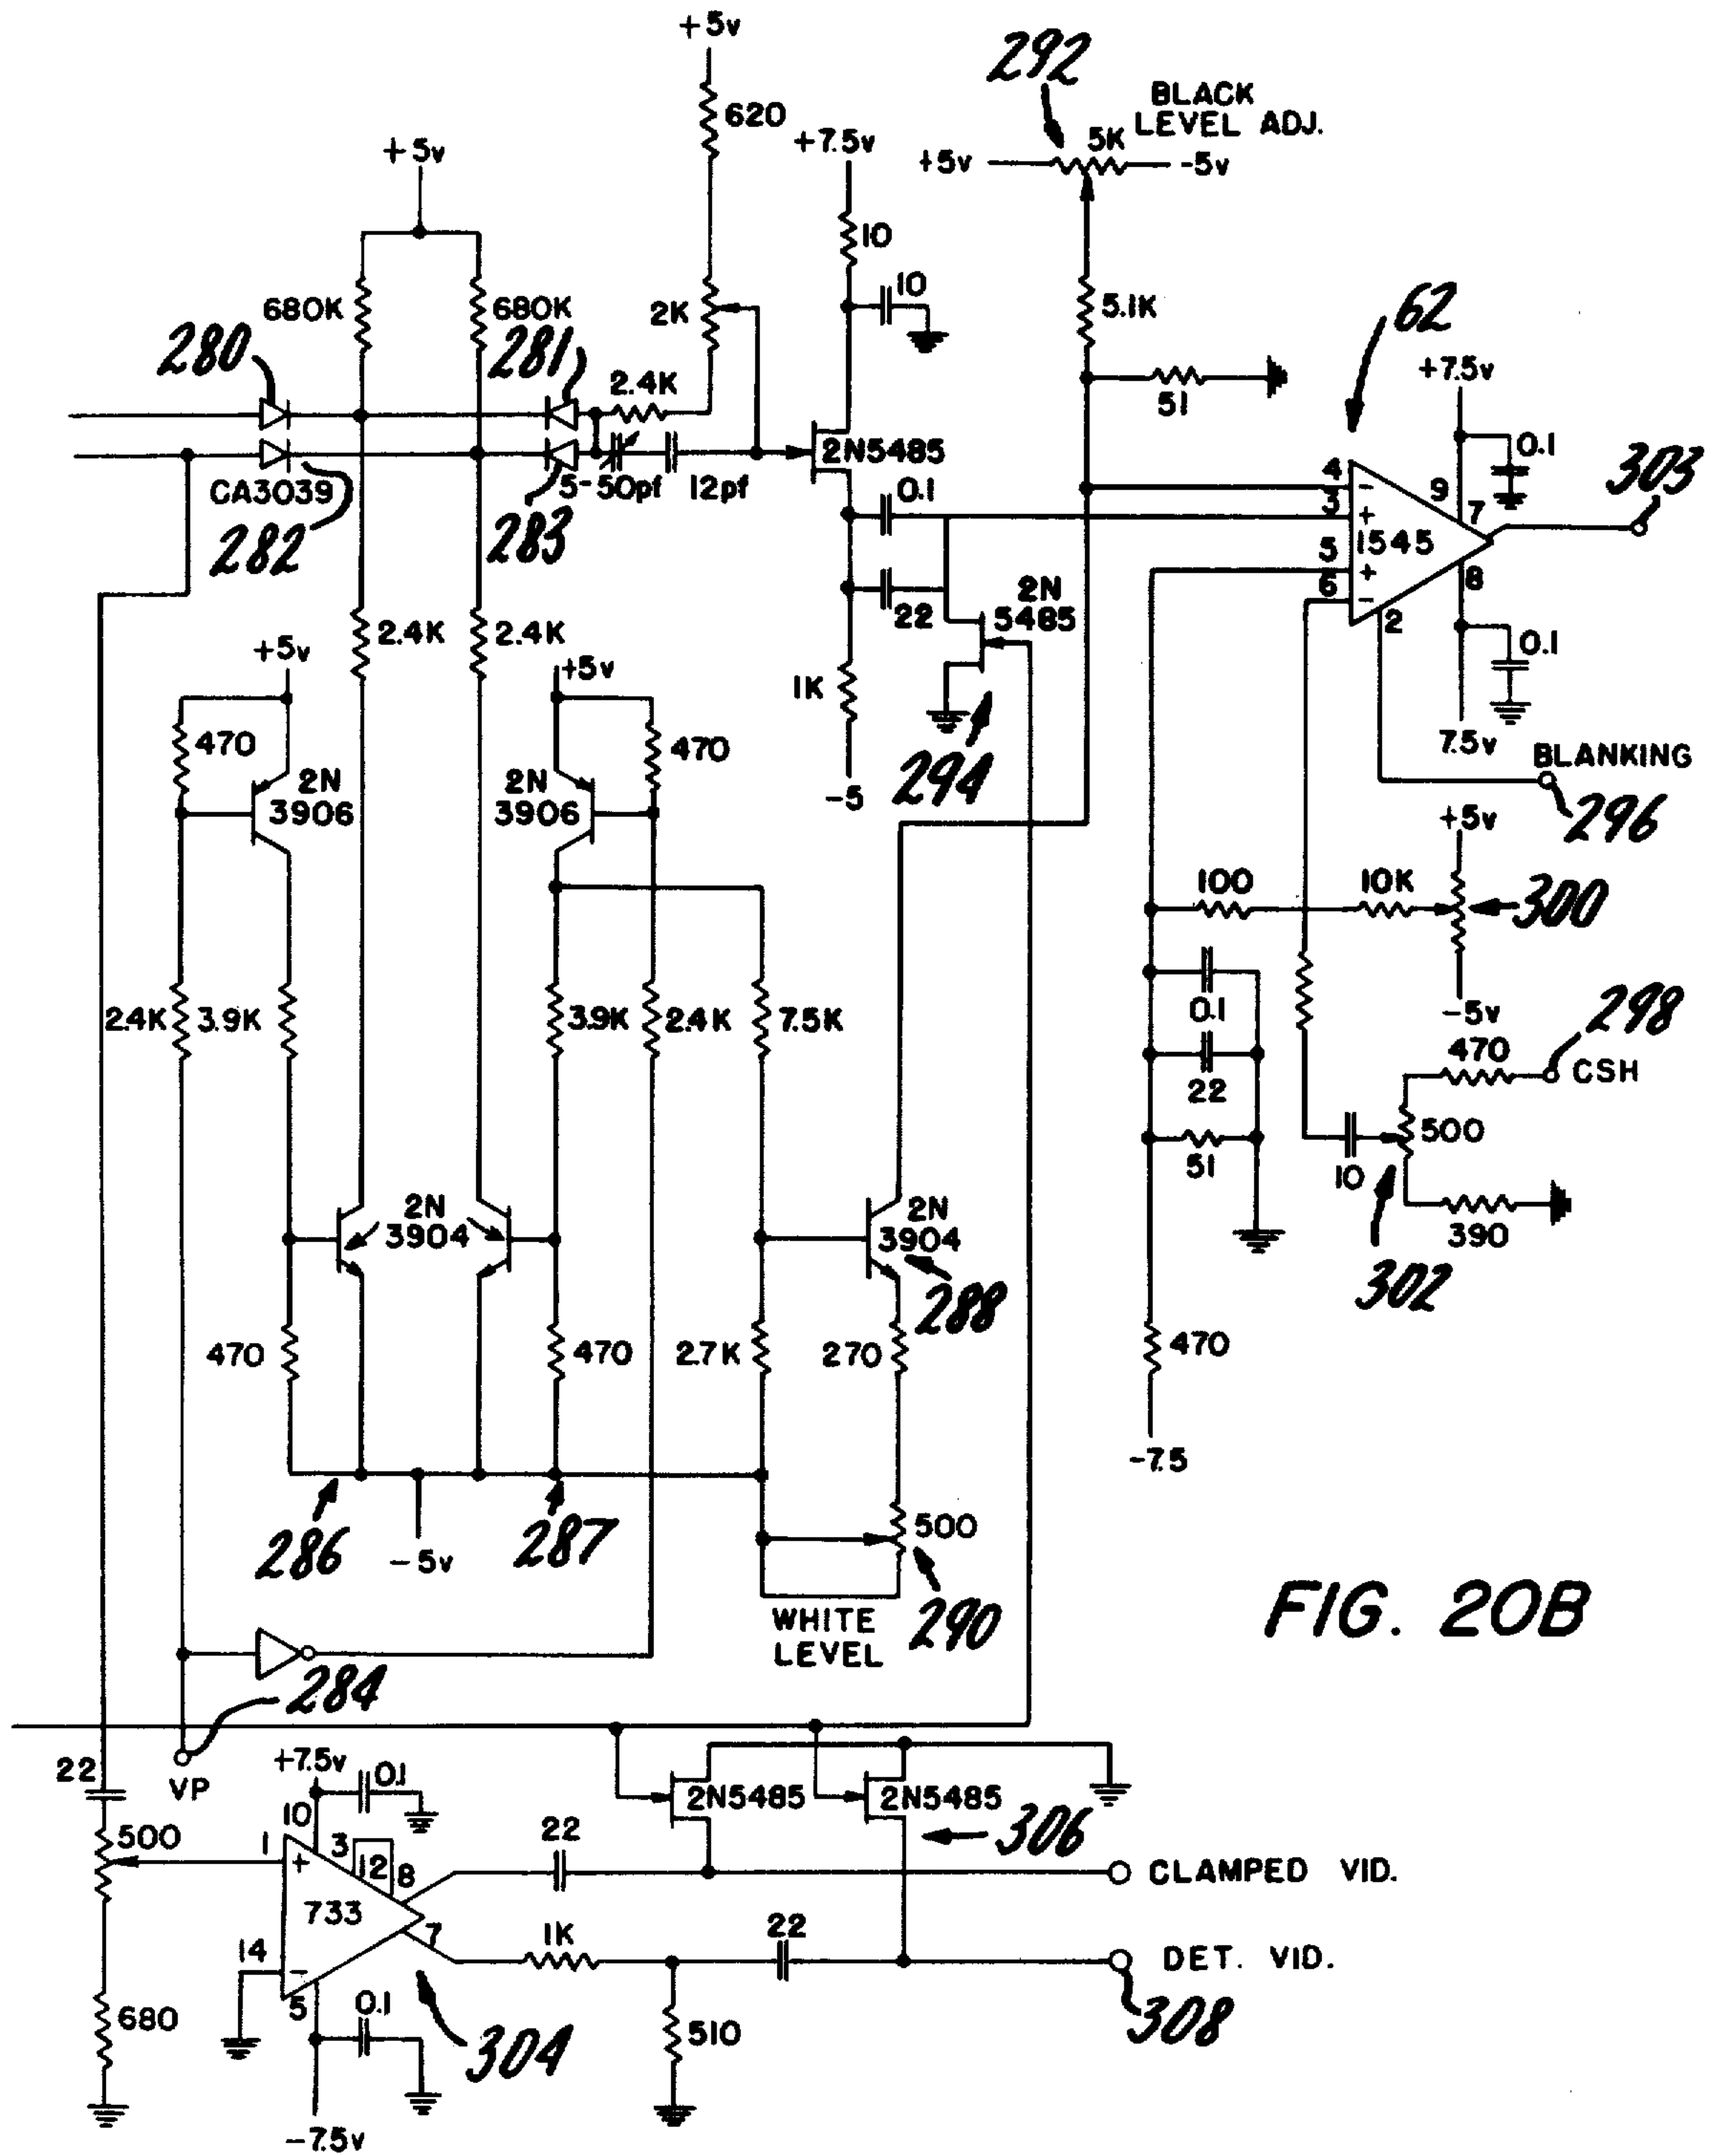 +5v
292
BLACK
LEVEL ADJ.
620
+7.5v
5K
+5v
-5v
+5v
10
680K
680K
2K
10
5.1K
62
280
281
2.4K
51
+7.5v
2N5485
0.1
CA3039
5-50pf
12pf
0.1
4
-
9
303
282
283
3
+
7
1545
5
+
8
6
-
2
2.4K
2.4K
22
2N
5485
0.1
+5v
+5v
1K
7.5v
470
470
294
BLANKING
2N
3906
2N
3906
-5
296
+5v
100
10K
300
2.4K
3.9K
3.9K
2.4K
7.5K
0.1
-5v
298
470
CSH
22
500
51
10
2N
3904
2N
3904
390
302
288
470
470
2.7K
270
470
-7.5
286
-5v
287
500
290
WHITE
LEVEL
FIG. 20B
284
22
VP
+7.5v
0.1
10
2N5485
2N5485
306
500
1
+
3
12
8
22
CLAMPED VID.
733
7
1K
22
14
-
DET. VID.
5
0.1
304
308
680
510
-7.5v